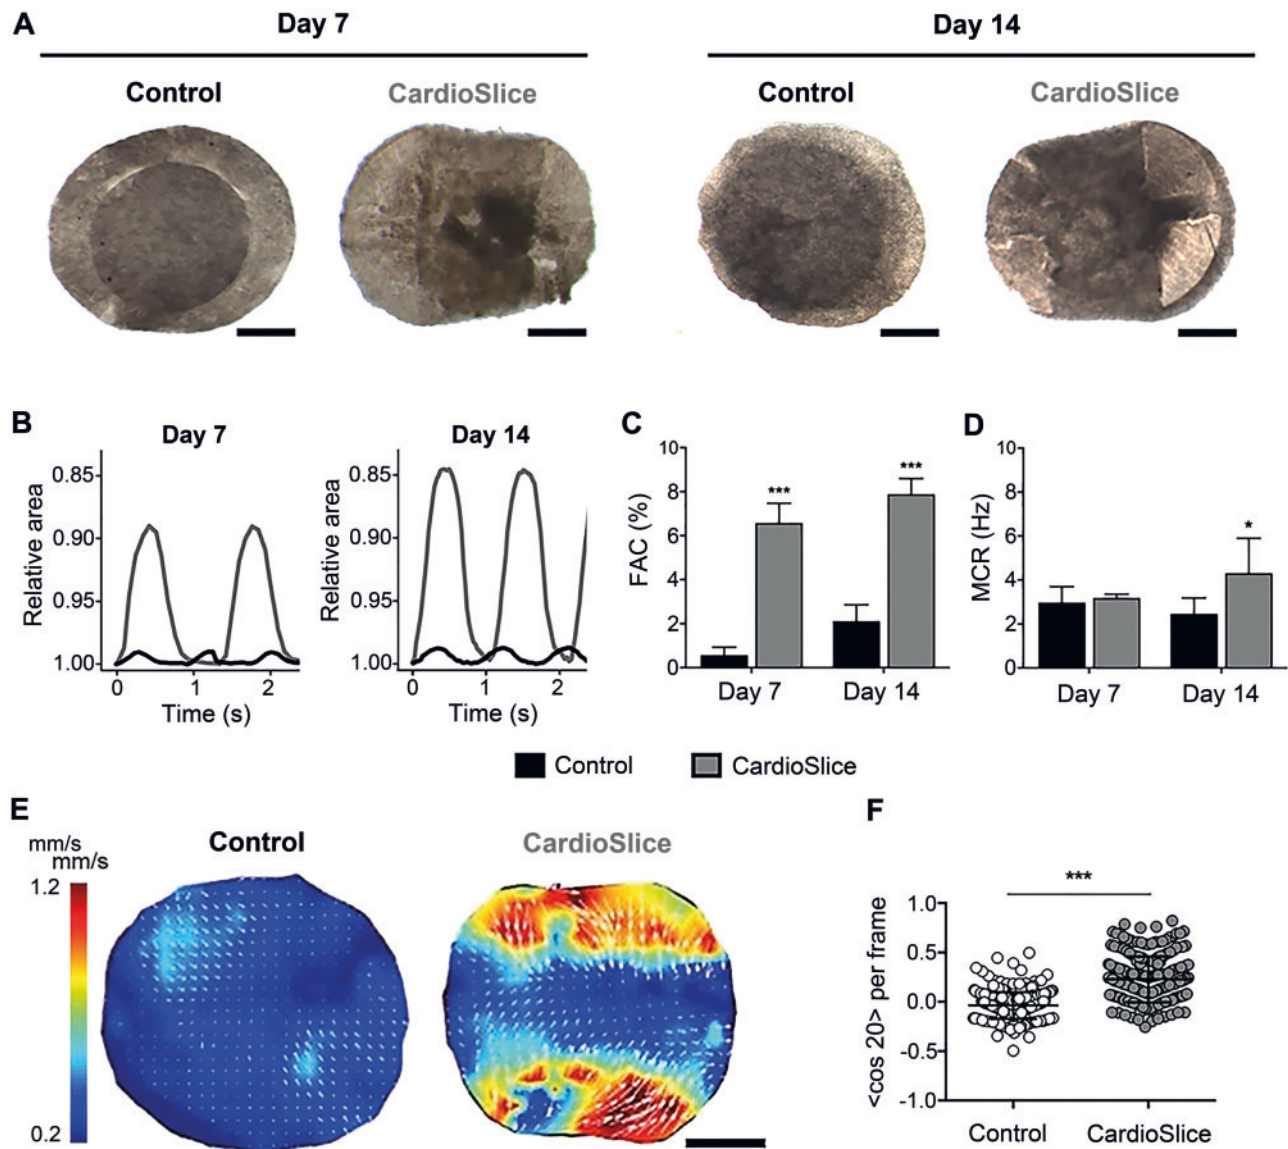 A
Day 7
Day 14
Control
CardioSlice
Control
CardioSlice
B
Day 7
Day 14
Relative area
0.85
0.90
0.95
1.00
0
1
2
Time (s)
Relative area
0.85
0.90
0.95
1.00
0
1
2
Time (s)
C
FAC (%)
10
8
6
4
2
0
***
***
Day 7
Day 14
D
MCR (Hz)
10
8
6
4
2
0
*
Day 7
Day 14
Control
CardioSlice
E
mm/s
mm/s
1.2
0.2
Control
CardioSlice
F
***
<cos 20> per frame
1.0
0.5
0.0
-0.5
-1.0
Control
CardioSlice